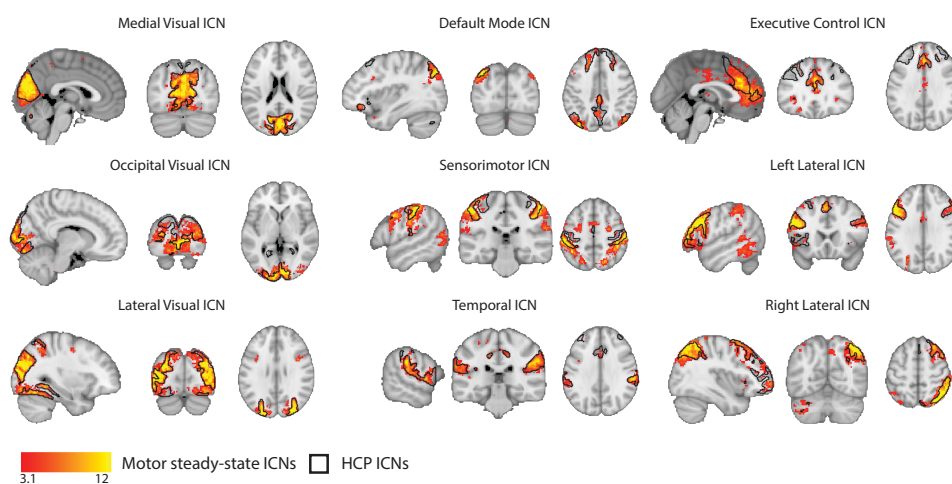 Medial Visual ICN
Default Mode ICN
Executive Control ICN
Occipital Visual ICN
Sensorimotor ICN
Left Lateral ICN
Lateral Visual ICN
Temporal ICN
Right Lateral ICN
Motor steady-state ICNs
HCP ICNs
3.1
12